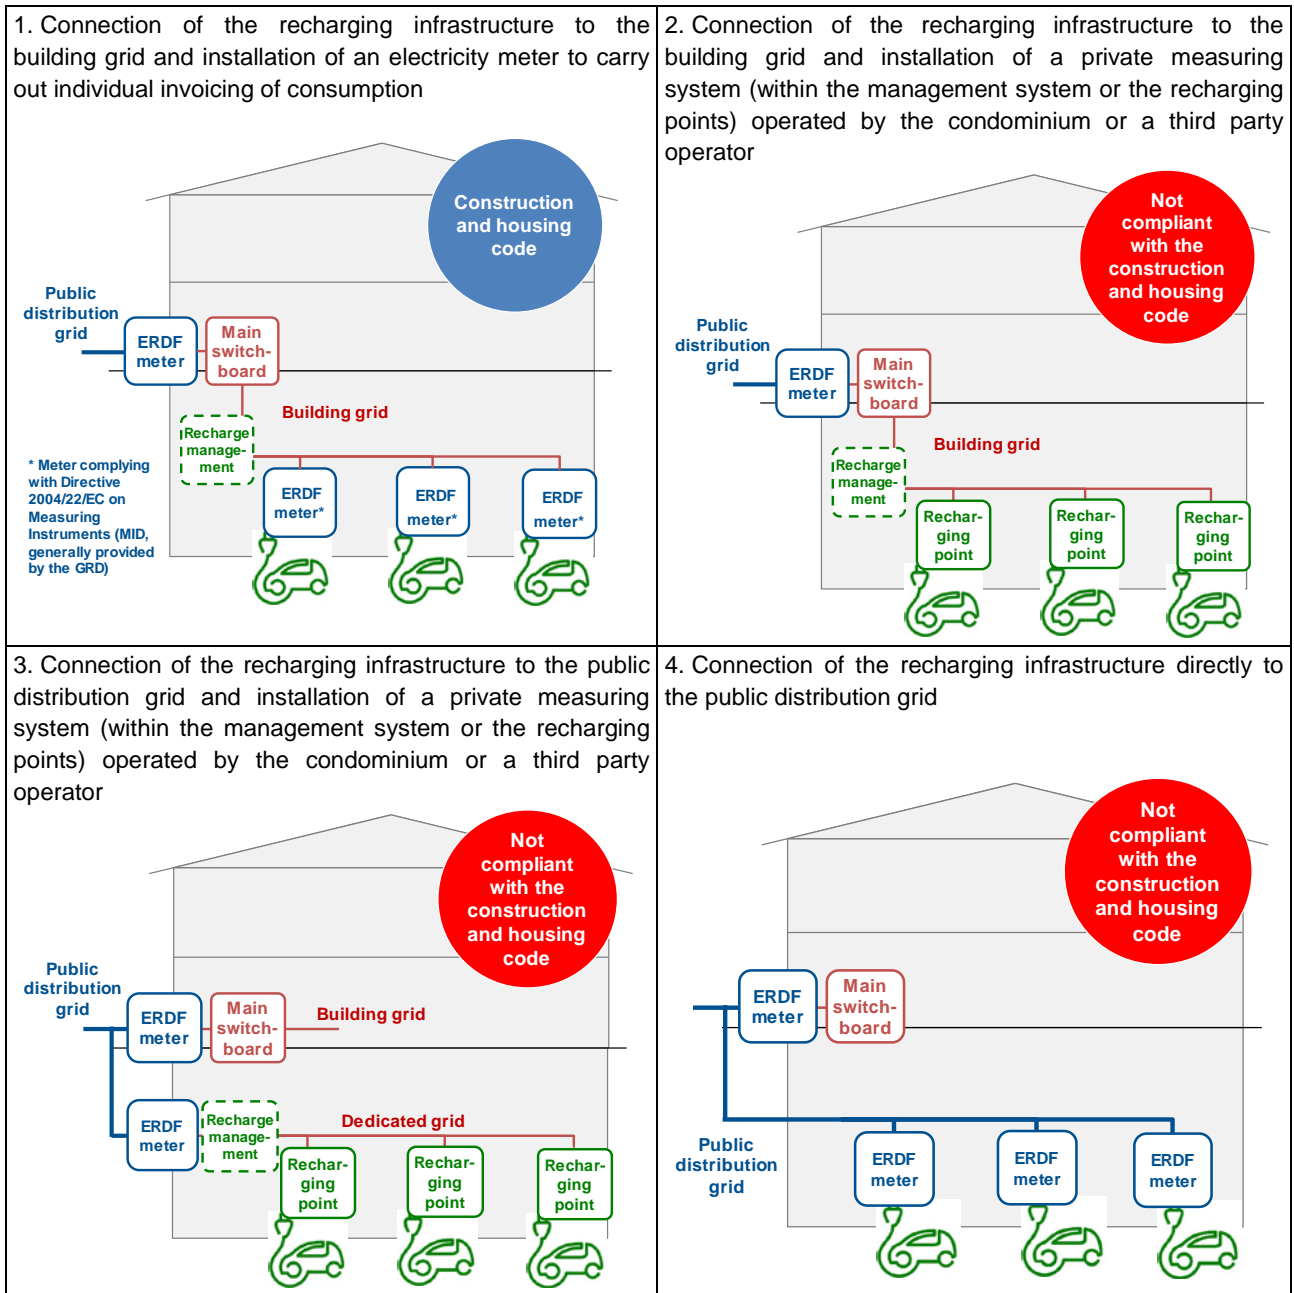 1. Connection of the recharging infrastructure to the
building grid and installation of an electricity meter to carry
out individual invoicing of consumption
Construction
and housing
code
Public
distribution
grid
ERDF
meter
Main
switch-
board
Building grid
Recharge
manage-
ment
* Meter complying
with Directive
2004/22/EC on
Measuring
Instruments (MID,
generally provided
by the GRD)
ERDF
meter*
ERDF
meter*
ERDF
meter*
2. Connection of the recharging infrastructure to the
building grid and installation of a private measuring
system (within the management system or the recharging
points) operated by the condominium or a third party
operator
Not
compliant
with the
construction
and housing
code
Public
distribution
grid
ERDF
meter
Main
switch-
board
Building grid
Recharge
manage-
ment
Rechar-
ging
point
Rechar-
ging
point
Rechar-
ging
point
3. Connection of the recharging infrastructure to the public
distribution grid and installation of a private measuring
system (within the management system or the recharging
points) operated by the condominium or a third party
operator
Not
compliant
with the
construction
and housing
code
Public
distribution
grid
ERDF
meter
Main
switch-
board
Building grid
ERDF
meter
Recharge
manage-
ment
Dedicated grid
Rechar-
ging
point
Rechar-
ging
point
Rechar-
ging
point
4. Connection of the recharging infrastructure directly to
the public distribution grid
Not
compliant
with the
construction
and housing
code
ERDF
meter
Main
switch-
board
Public
distribution
grid
ERDF
meter
ERDF
meter
ERDF
meter